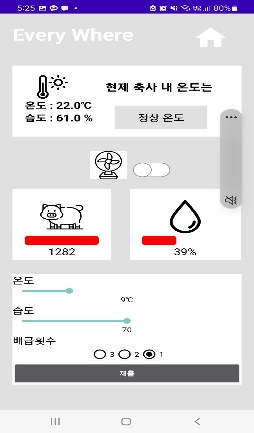 5:25
80%
Every Where
현재 축사 내 온도는
온도 : 22.0℃
습도 : 61.0 %
정상 온도
1282
39%
온도
9℃
습도
70
배급횟수
3 2 1
제출